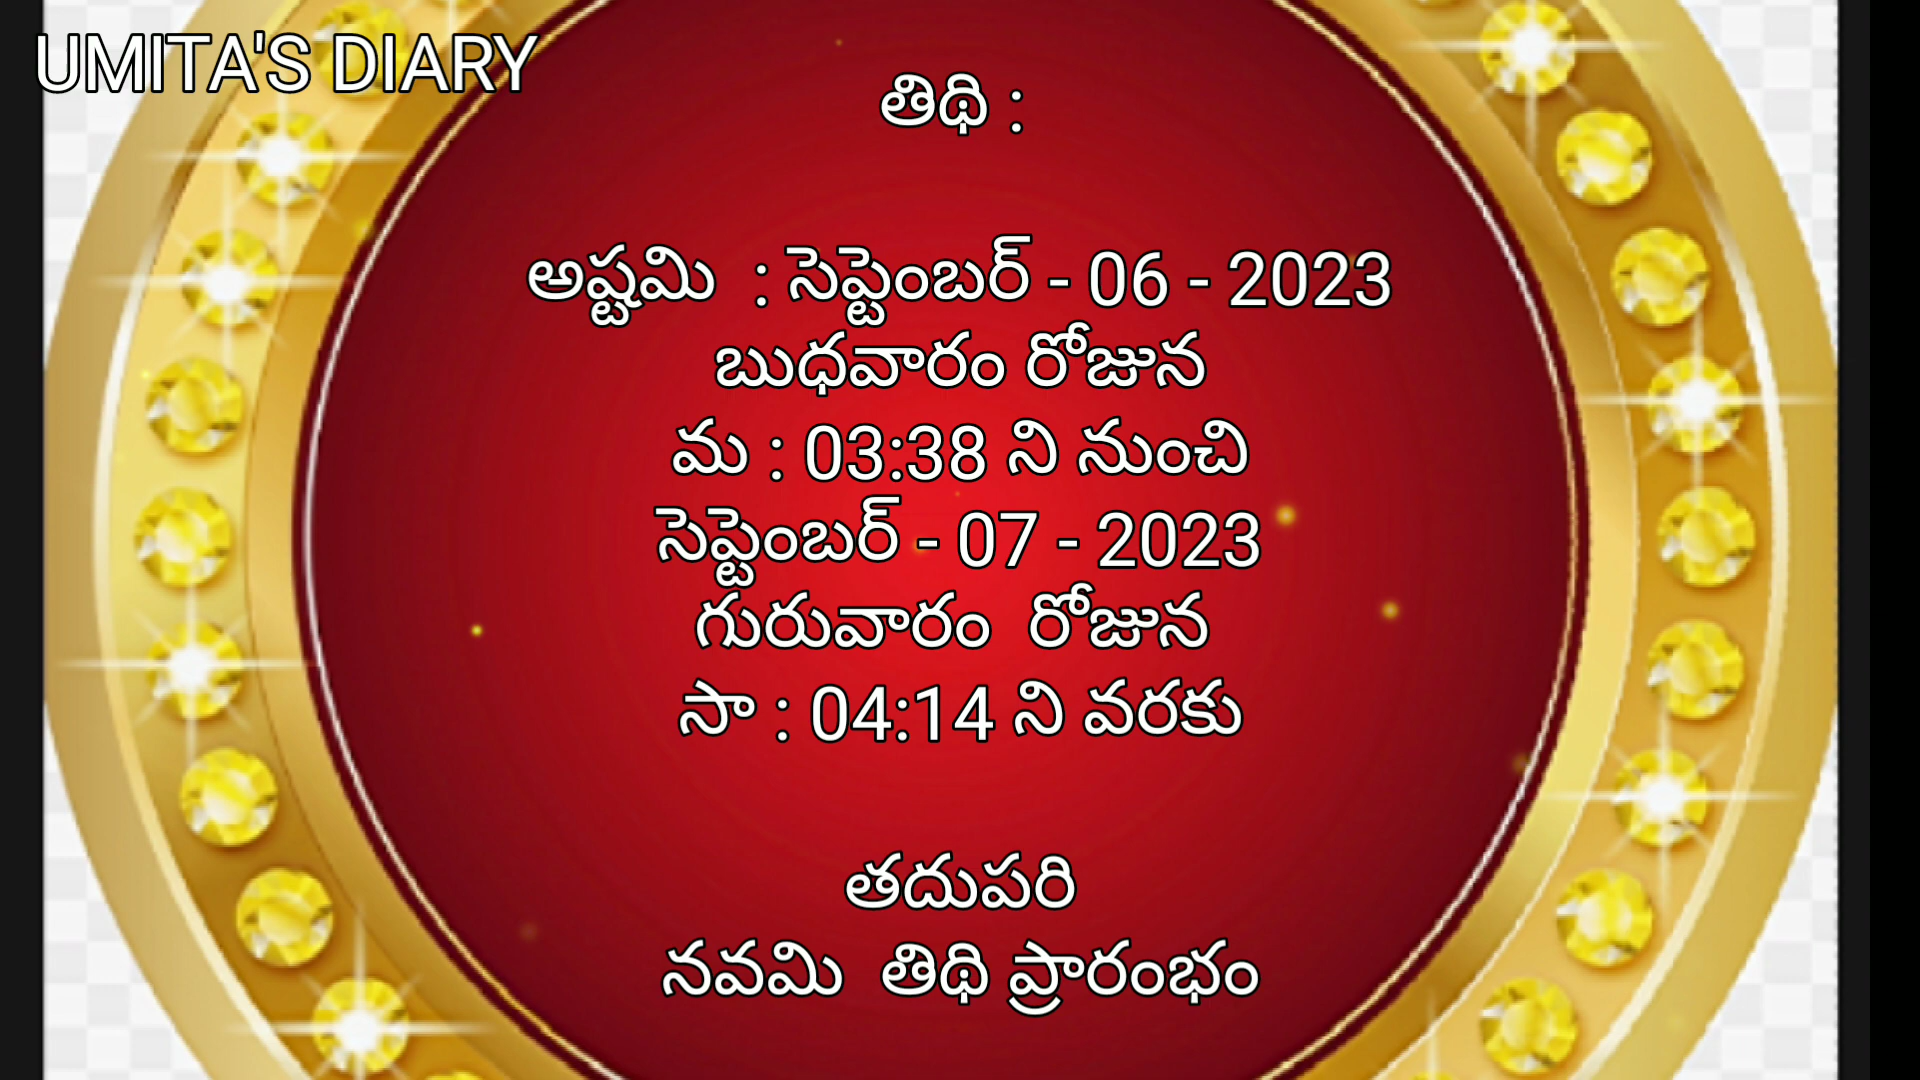 UMITA'S DIARY
తిథి :
అష్టమి : సెప్టెంబర్ - 06 - 2023
బుధవారం రోజున
మ : 03:38 ని నుంచి
సెప్టెంబర్ - 07 - 2023
గురువారం రోజున
సా : 04:14 ని వరకు
తదుపరి
నవమి తిథి ప్రారంభం